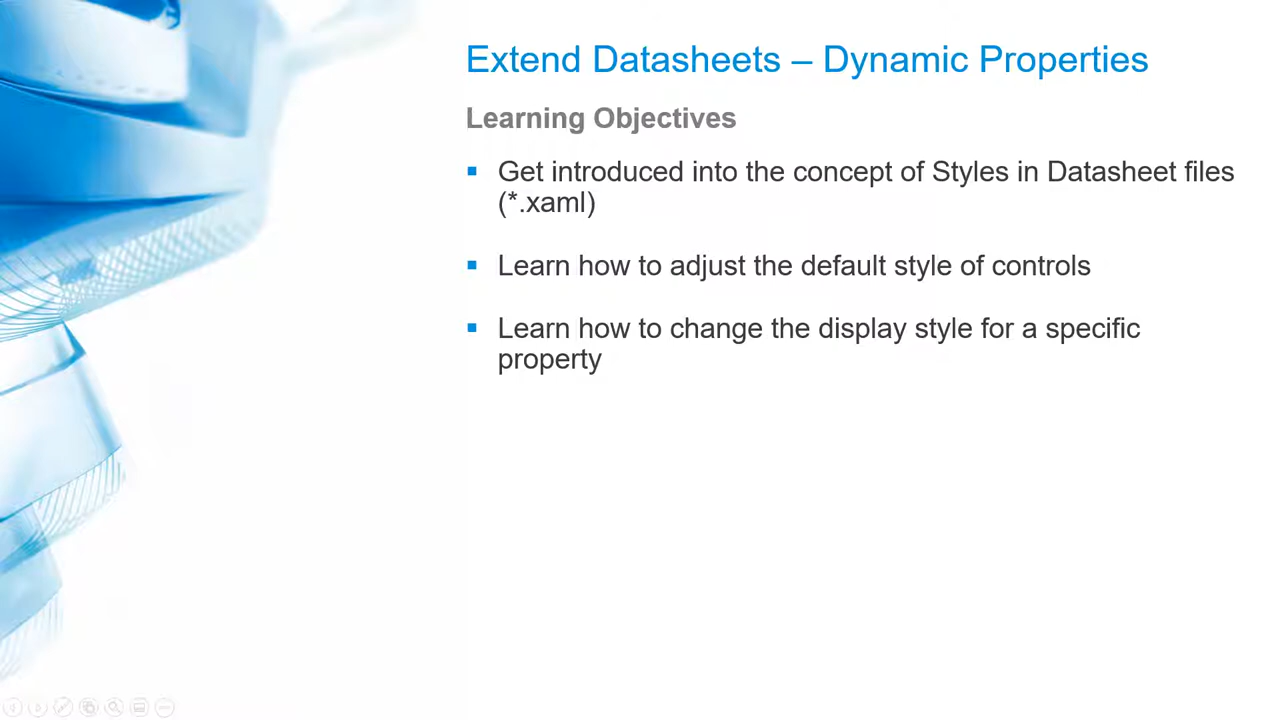 Extend Datasheets – Dynamic Properties
Learning Objectives
▪ Get introduced into the concept of Styles in Datasheet files
(*.xaml)
▪ Learn how to adjust the default style of controls
▪ Learn how to change the display style for a specific
property